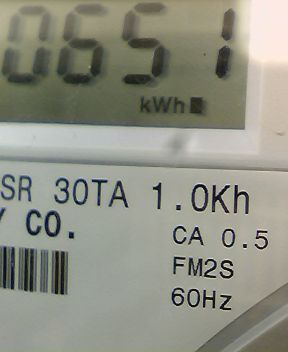 0651
kWh
SR 30TA 1.0Kh
Y CO.
CA 0.5
FM2S
60Hz